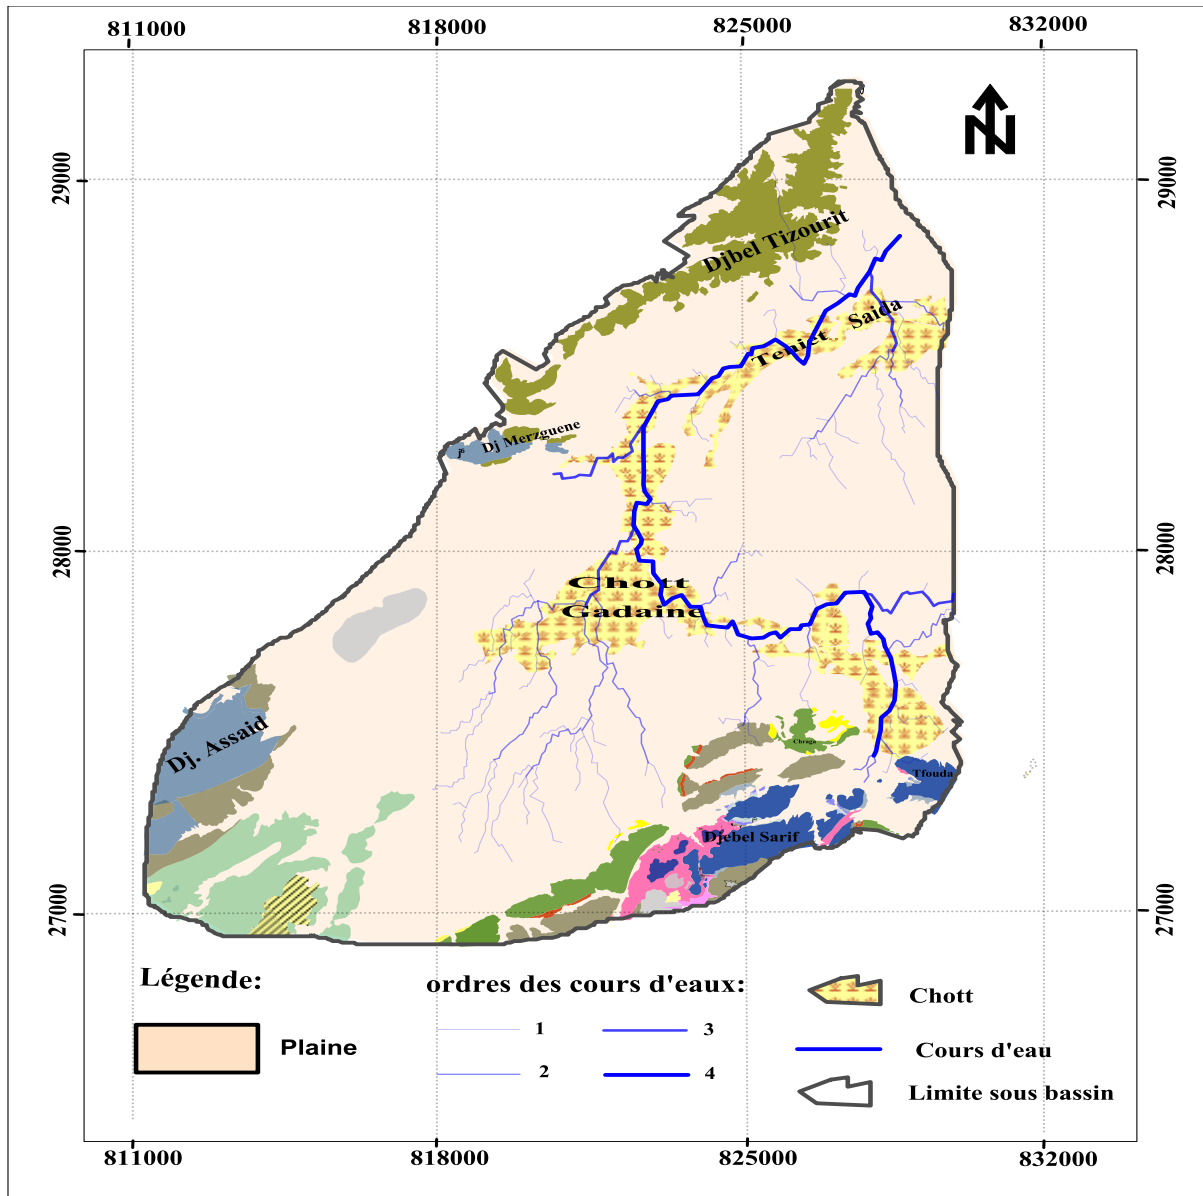 811000 818000 825000 832000
N
29000 29000
Djbel Tizourit
Teniet Saida
Dj Merzguene
28000 28000
Chott
Gadaine
Dj. Assaid
Tfouda
Djebel Sarif
27000 27000
Légende:
Plaine
ordres des cours d'eaux:
1
2
3
4
Chott
Cours d'eau
Limite sous bassin
811000 818000 825000 832000